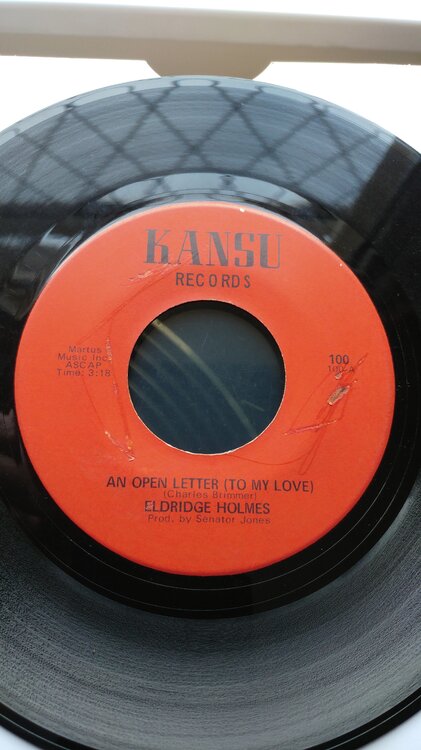 KANSU
RECORDS
Martus
Music Inc.
ASCAP
Time: 3:18
100
100-A
AN OPEN LETTER (TO MY LOVE)
(Charles Brimmer)
ELDRIDGE HOLMES
Prod. by Senator Jones